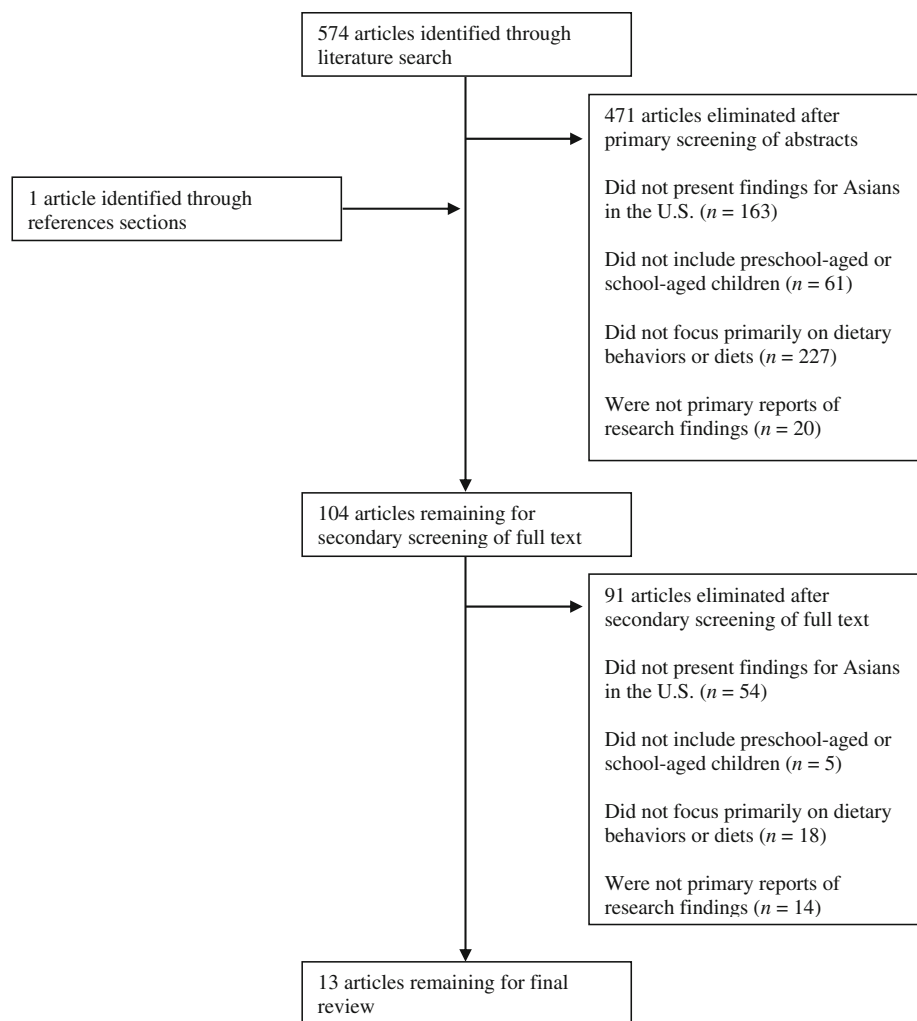 574 articles identified through
literature search
471 articles eliminated after
primary screening of abstracts
Did not present findings for Asians
in the U.S. (n = 163)
Did not include preschool-aged or
school-aged children (n = 61)
Did not focus primarily on dietary
behaviors or diets (n = 227)
Were not primary reports of
research findings (n = 20)
1 article identified through
references sections
104 articles remaining for
secondary screening of full text
91 articles eliminated after
secondary screening of full text
Did not present findings for Asians
in the U.S. (n = 54)
Did not include preschool-aged or
school-aged children (n = 5)
Did not focus primarily on dietary
behaviors or diets (n = 18)
Were not primary reports of
research findings (n = 14)
13 articles remaining for final
review